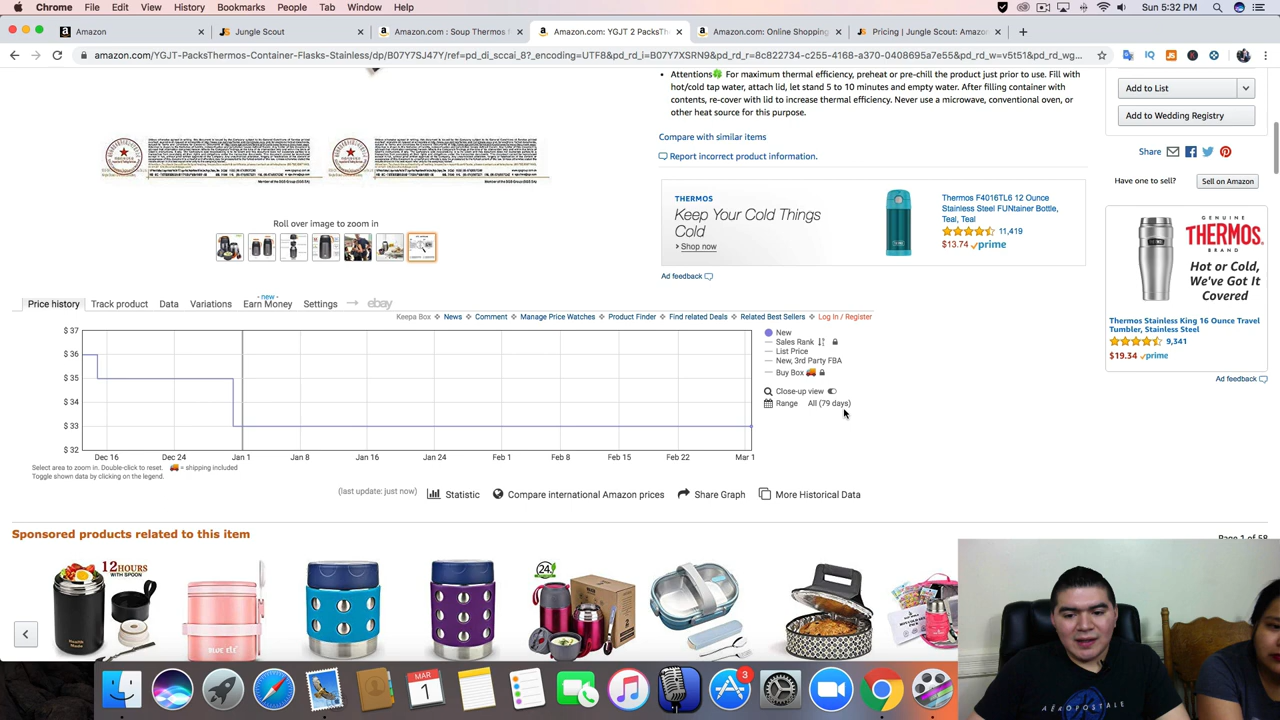 Chrome File Edit View History Bookmarks People Tab Window Help
Sun 5:32 PM
Amazon
Jungle Scout
Amazon.com : Soup Thermos F
Amazon.com: YGJT 2 PacksTh
Amazon.com: Online Shopping
Pricing | Jungle Scout: Amazon
amazon.com/YGJT-PacksThermos-Container-Flasks-Stainless/dp/B07Y7SJ47Y/ref=pd_di_sccai_8?_encoding=UTF8&pd_rd_i=B07Y7XSRN9&pd_rd_r=8c822734-c255-4168-a370-0408695a7e55&pd_rd_w=v5t51&pd_rd_wg...
Attentions For maximum thermal efficiency, preheat or pre-chill the product just prior to use. Fill with
hot/cold tap water, attach lid, let stand 5 to 10 minutes and empty water. After filling container with
contents, re-cover with lid to increase thermal efficiency. Never use a microwave, conventional oven, or
other heat source for this purpose.
Compare with similar items
Report incorrect product information.
Add to List
Add to Wedding Registry
Share
Have one to sell?
Sell on Amazon
Roll over image to zoom in
THERMOS
Keep Your Cold Things
Cold
› Shop now
Thermos F4016TL6 12 Ounce
Stainless Steel FUNtainer Bottle,
Teal, Teal
11,419
$13.74 prime
Ad feedback
GENUINE
THERMOS
BRAND
Hot or Cold,
We've Got It
Covered
Thermos Stainless King 16 Ounce Travel
Tumbler, Stainless Steel
9,341
$19.34 prime
Ad feedback
- new -
Price history Track product Data Variations Earn Money Settings ebay
Keepa Box News Comment Manage Price Watches Product Finder Find related Deals Related Best Sellers Log In / Register
$ 37
$ 36
$ 35
$ 34
$ 33
$ 32
Dec 16 Dec 24 Jan 1 Jan 8 Jan 16 Jan 24 Feb 1 Feb 8 Feb 15 Feb 22 Mar 1
New
Sales Rank
List Price
New, 3rd Party FBA
Buy Box
Close-up view
Range All (79 days)
Select area to zoom in. Double-click to reset. = shipping included
Toggle shown data by clicking on the legend.
(last update: just now) Statistic Compare international Amazon prices Share Graph More Historical Data
Sponsored products related to this item
Page 1 of 58
12HOURS
WITH SPOON
24
MAR
1
3
AÉROPOSTALE